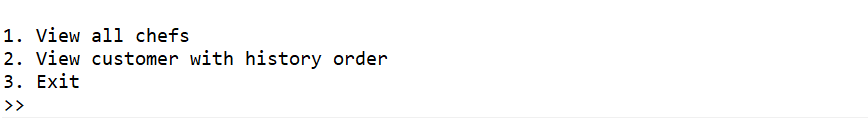 1. View all chefs
2. View customer with history order
3. Exit
>>